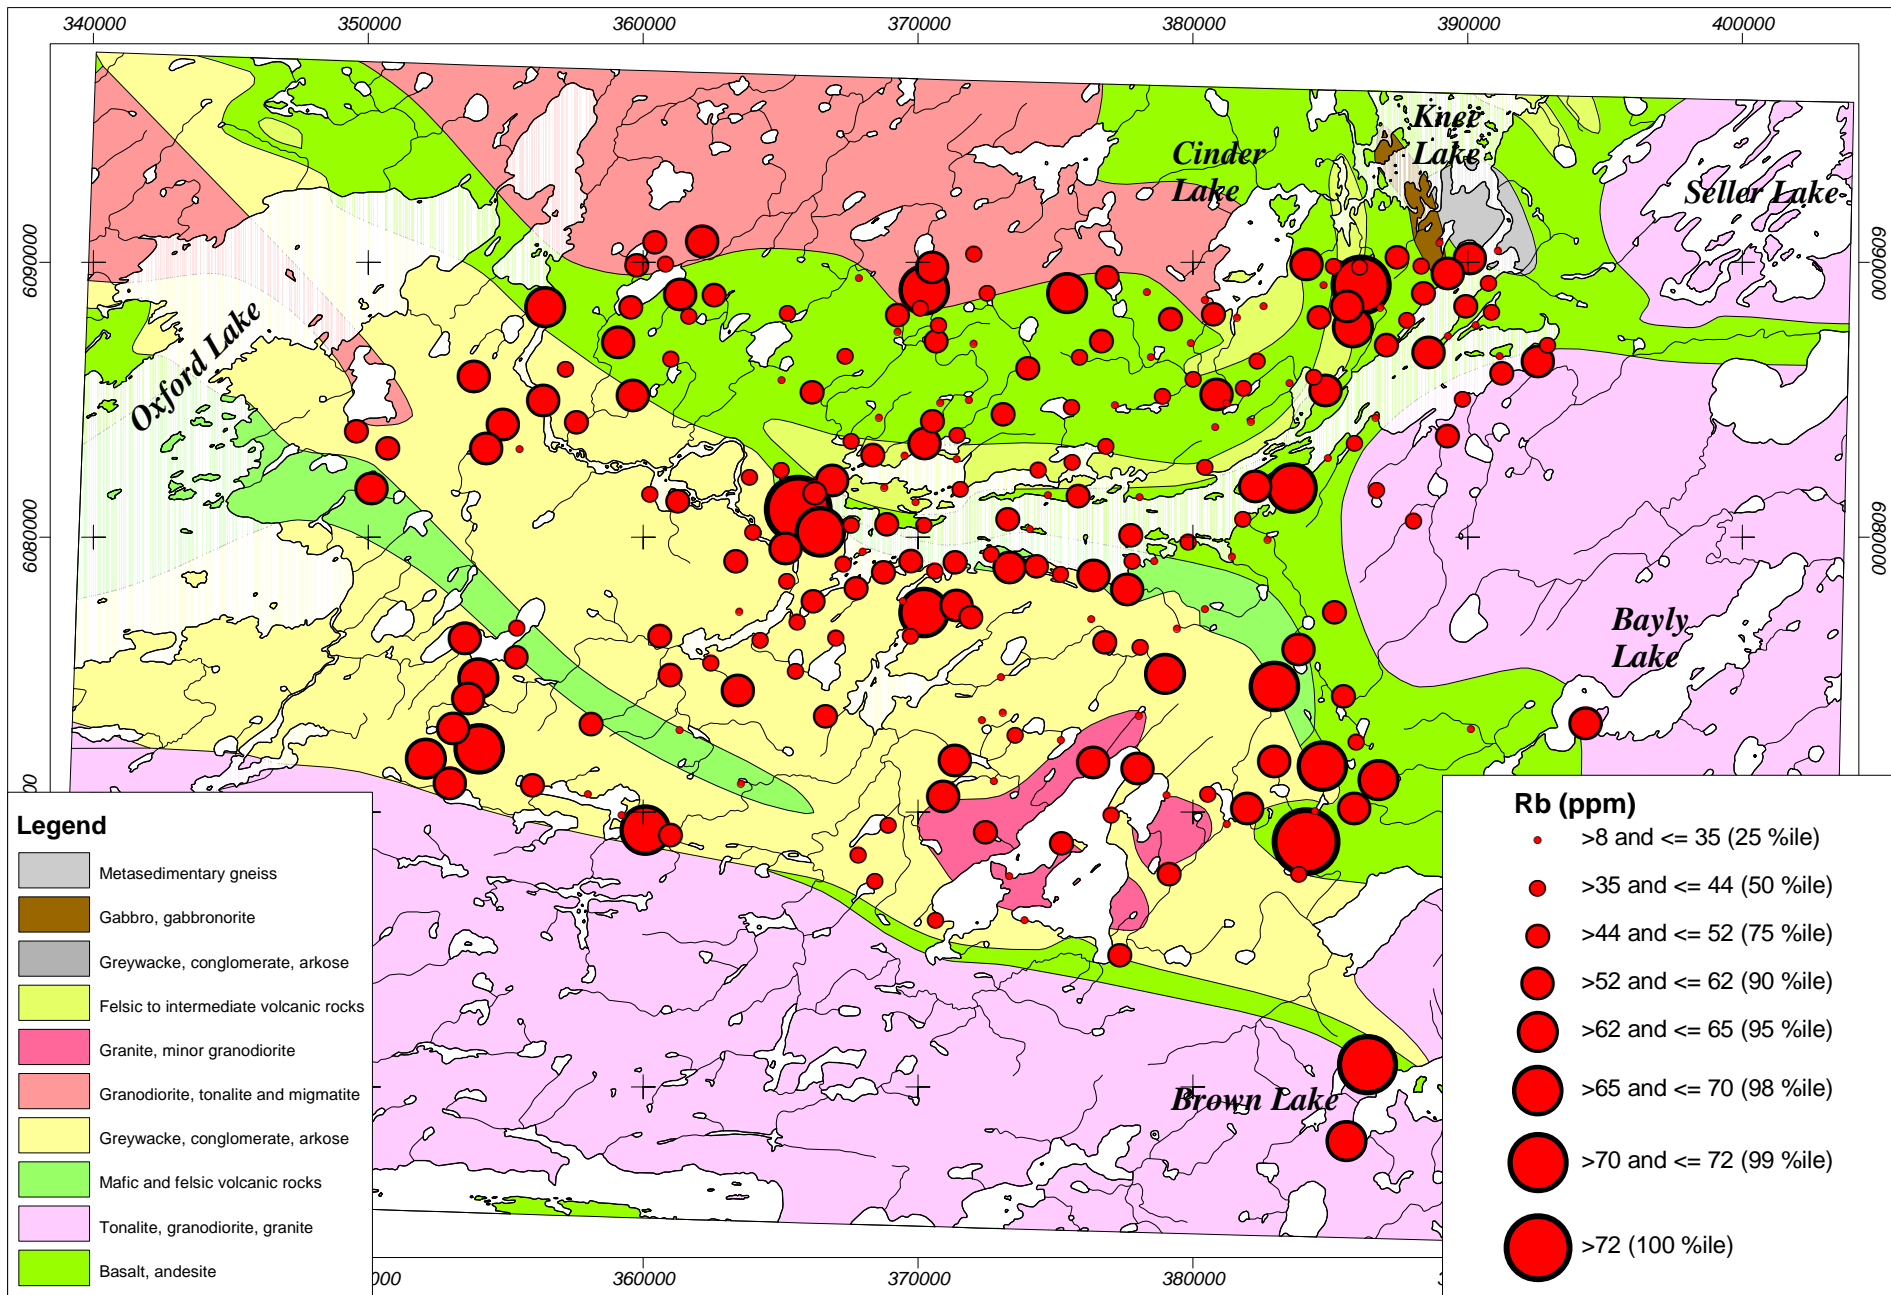 340000 350000 360000 370000 380000 390000 400000
Knee
Lake
Cinder
Lake
Seller Lake
6090000
6090000
Oxford Lake
6080000
6080000
Bayly
Lake
Brown Lake
Legend
Metasedimentary gneiss
Gabbro, gabbronorite
Greywacke, conglomerate, arkose
Felsic to intermediate volcanic rocks
Granite, minor granodiorite
Granodiorite, tonalite and migmatite
Greywacke, conglomerate, arkose
Mafic and felsic volcanic rocks
Tonalite, granodiorite, granite
Basalt, andesite
Rb (ppm)
>8 and <= 35 (25 %ile)
>35 and <= 44 (50 %ile)
>44 and <= 52 (75 %ile)
>52 and <= 62 (90 %ile)
>62 and <= 65 (95 %ile)
>65 and <= 70 (98 %ile)
>70 and <= 72 (99 %ile)
>72 (100 %ile)
360000 370000 380000